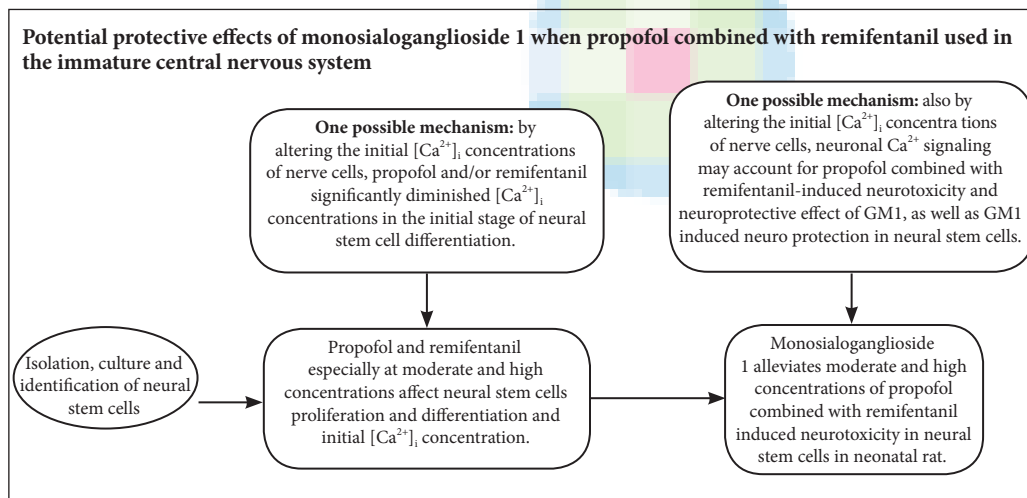 Potential protective effects of monosialoganglioside 1 when propofol combined with remifentanil used in
the immature central nervous system
One possible mechanism: by
altering the initial [Ca²⁺]ᵢ concentrations
of nerve cells, propofol and/or remifentanil
significantly diminished [Ca²⁺]ᵢ
concentrations in the initial stage of neural
stem cell differentiation.
One possible mechanism: also by
altering the initial [Ca²⁺]ᵢ concentra tions
of nerve cells, neuronal Ca²⁺ signaling
may account for propofol combined with
remifentanil-induced neurotoxicity and
neuroprotective effect of GM1, as well as GM1
induced neuro protection in neural stem cells.
Isolation, culture and
identification of neural
stem cells
Propofol and remifentanil
especially at moderate and high
concentrations affect neural stem cells
proliferation and differentiation and
initial [Ca²⁺]ᵢ concentration.
Monosialoganglioside
1 alleviates moderate and high
concentrations of propofol
combined with remifentanil
induced neurotoxicity in neural
stem cells in neonatal rat.